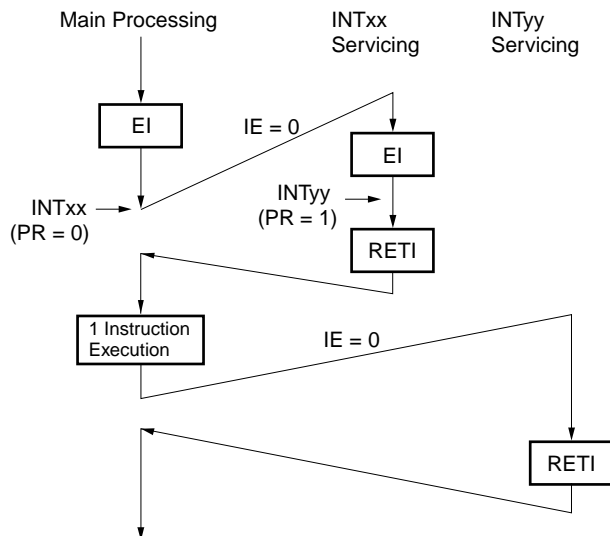 Main Processing
INTxx
Servicing
INTyy
Servicing
EI
IE = 0
EI
INTxx
(PR = 0)
INTyy
(PR = 1)
RETI
1 Instruction
Execution
IE = 0
RETI